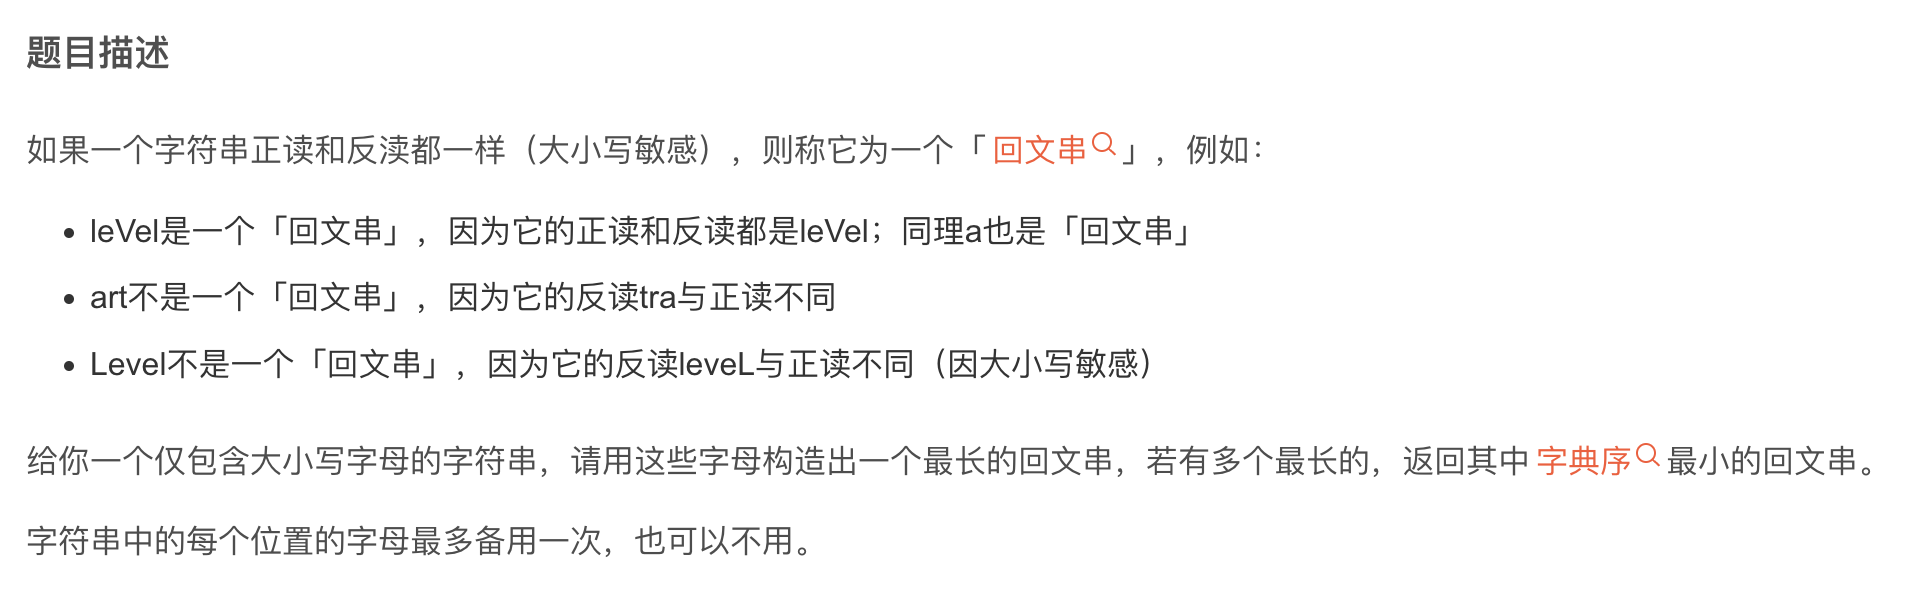 题目描述
如果一个字符串正读和反渎都一样（大小写敏感），则称它为一个「回文串」，例如：
• leVel是一个「回文串」，因为它的正读和反读都是leVel；同理a也是「回文串」
• art不是一个「回文串」，因为它的反读tra与正读不同
• Level不是一个「回文串」，因为它的反读leveL与正读不同（因大小写敏感）
给你一个仅包含大小写字母的字符串，请用这些字母构造出一个最长的回文串，若有多个最长的，返回其中字典序最小的回文串。
字符串中的每个位置的字母最多备用一次，也可以不用。